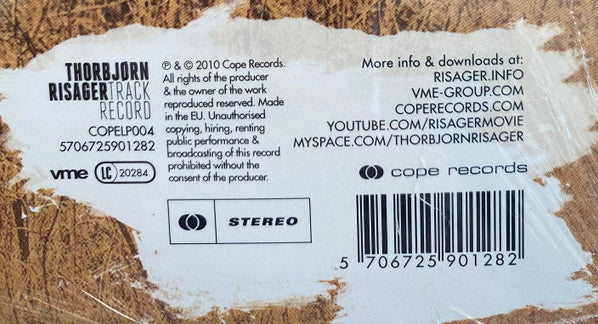 THORBJØRN
RISAGER TRACK
RECORD
COPELP004
5706725901282
vme LC 20284
℗ & © 2010 Cope Records.
All rights of the producer
& the owner of the work
reproduced reserved. Made
in the EU. Unauthorised
copying, hiring, renting
public performance &
broadcasting of this record
prohibited without the
consent of the producer.
STEREO
More info & downloads at:
RISAGER.INFO
VME-GROUP.COM
COPERECORDS.COM
YOUTUBE.COM/RISAGERMOVIE
MYSPACE.COM/THORBJORNRISAGER
cope records
5 706725 901282